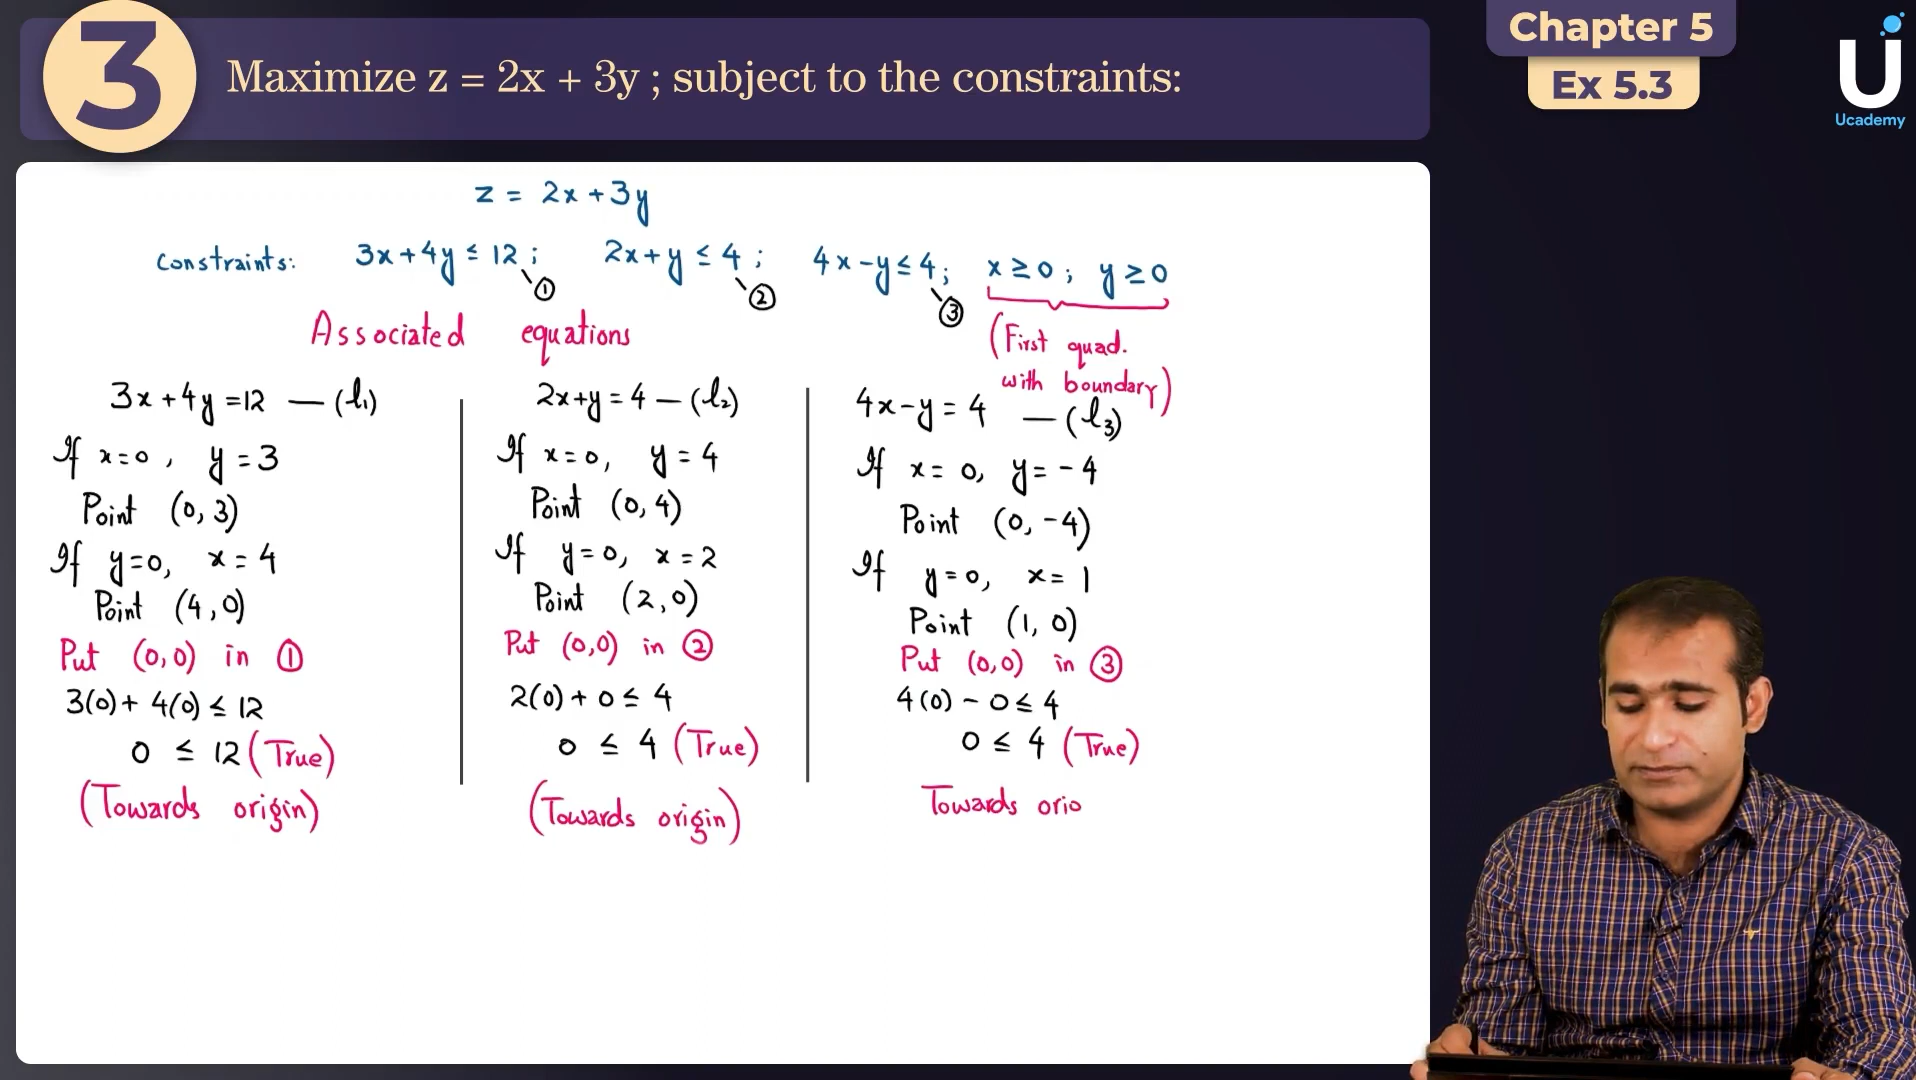 3
Maximize z = 2x + 3y ; subject to the constraints:
Chapter 5
Ex 5.3
Ucademy
z = 2x + 3y
constraints: 3x + 4y ≤ 12 ; 2x + y ≤ 4 ; 4x - y ≤ 4 ; x ≥ 0 ; y ≥ 0
① ② ③
Associated equations
(First quad.
with boundary)
3x + 4y = 12 — (l₁)
If x = 0 , y = 3
Point (0, 3)
If y = 0, x = 4
Point (4, 0)
Put (0,0) in ①
3(0) + 4(0) ≤ 12
0 ≤ 12 (True)
(Towards origin)
2x + y = 4 — (l₂)
If x = 0, y = 4
Point (0, 4)
If y = 0, x = 2
Point (2, 0)
Put (0,0) in ②
2(0) + 0 ≤ 4
0 ≤ 4 (True)
(Towards origin)
4x - y = 4 — (l₃)
If x = 0, y = -4
Point (0, -4)
If y = 0, x = 1
Point (1, 0)
Put (0,0) in ③
4(0) - 0 ≤ 4
0 ≤ 4 (True)
Towards orio